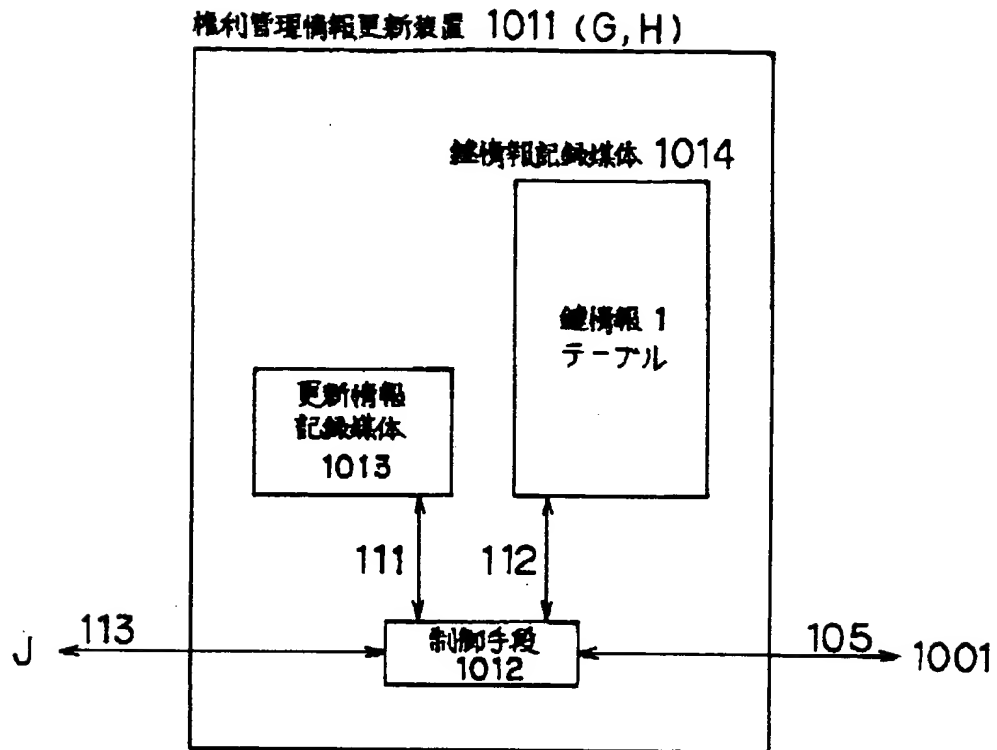 権利管理情報更新装置 1011 (G,H)
鍵情報記録媒体 1014
鍵情報 1
テーブル
更新情報
記録媒体
1013
111
112
制御手段
1012
J
113
105
1001